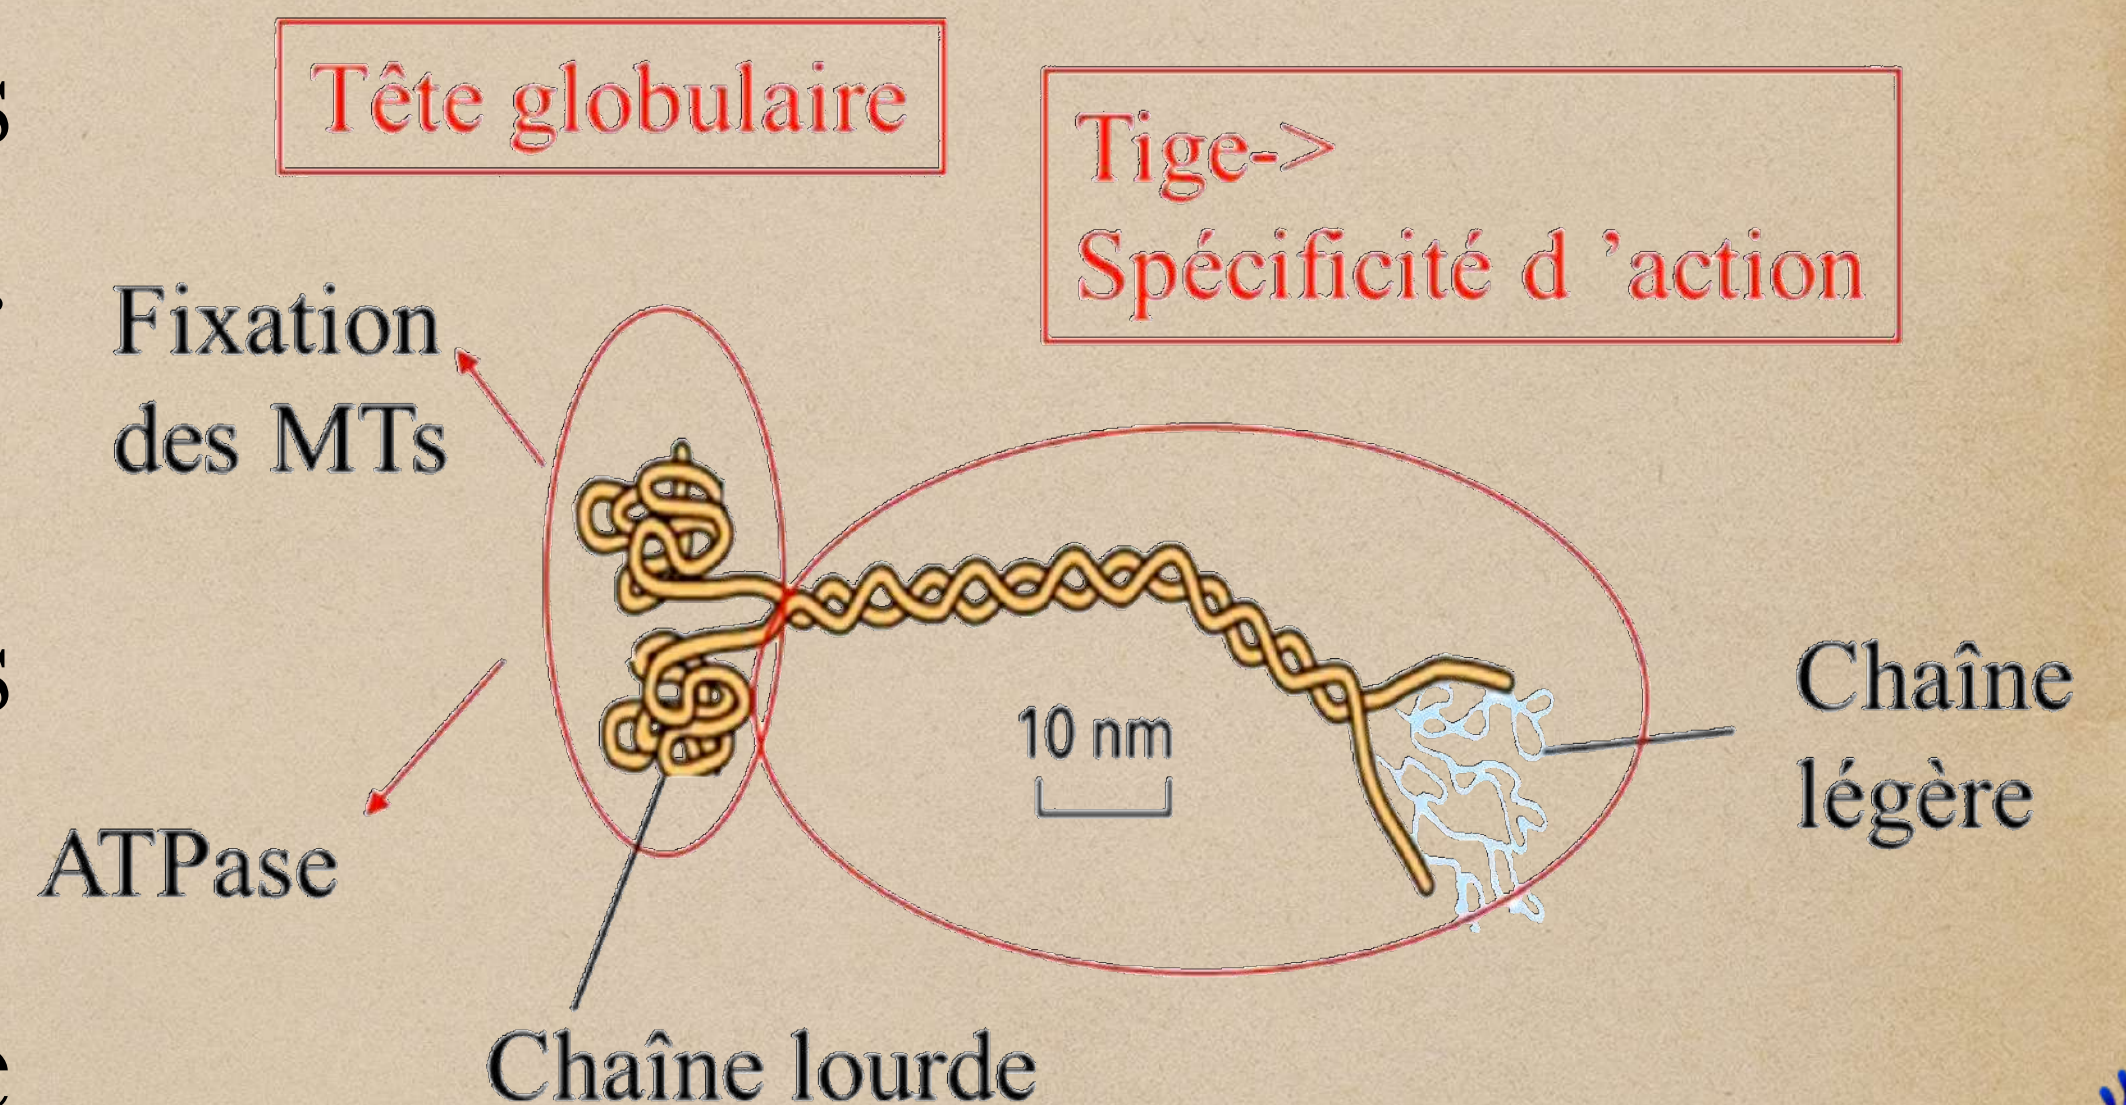 Tête globulaire
Tige->
Spécificité d ’action
Fixation
des MTs
10 nm
Chaîne
légère
ATPase
Chaîne lourde